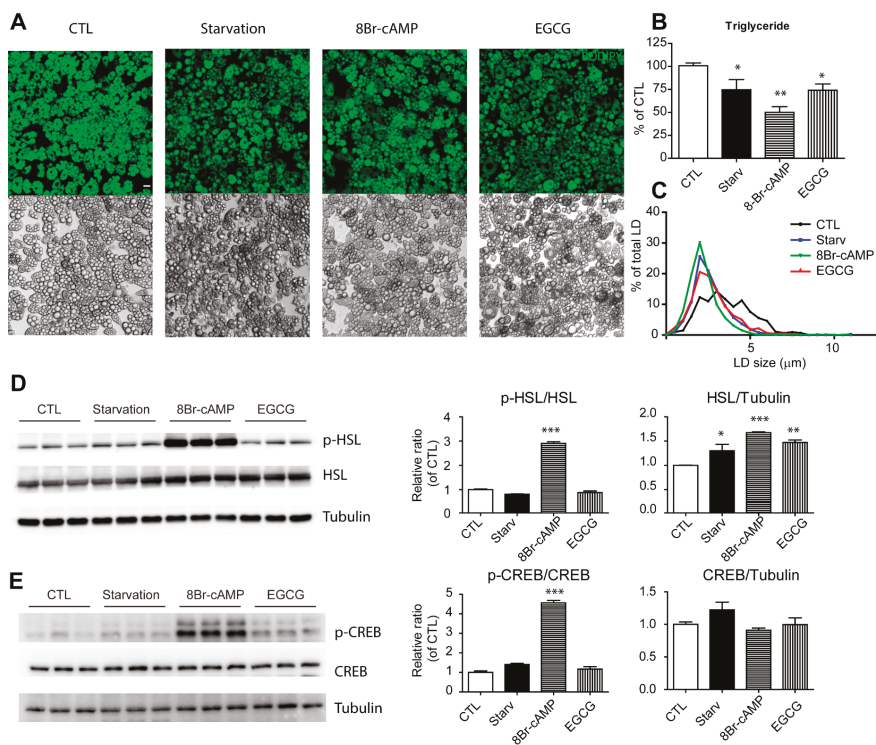 A
CTL
Starvation
8Br-cAMP
EGCG
BODIPY
B
Triglyceride
% of CTL
125
100
75
50
25
0
*
**
*
CTL
Starv
8-Br-cAMP
EGCG
C
% of total LD
40
30
20
10
0
CTL
Starv
8Br-cAMP
EGCG
5
10
LD size (μm)
D
CTL
Starvation
8Br-cAMP
EGCG
p-HSL
HSL
Tubulin
p-HSL/HSL
Relative ratio
(of CTL)
4
3
2
1
0
***
CTL
Starv
8Br-cAMP
EGCG
HSL/Tubulin
2.0
1.5
1.0
0.5
0.0
*
***
**
CTL
Starv
8Br-cAMP
EGCG
E
CTL
Starvation
8Br-cAMP
EGCG
p-CREB
CREB
Tubulin
p-CREB/CREB
Relative ratio
(of CTL)
5
4
3
2
1
0
***
CTL
Starv
8Br-cAMP
EGCG
CREB/Tubulin
1.5
1.0
0.5
0.0
CTL
Starv
8Br-cAMP
EGCG